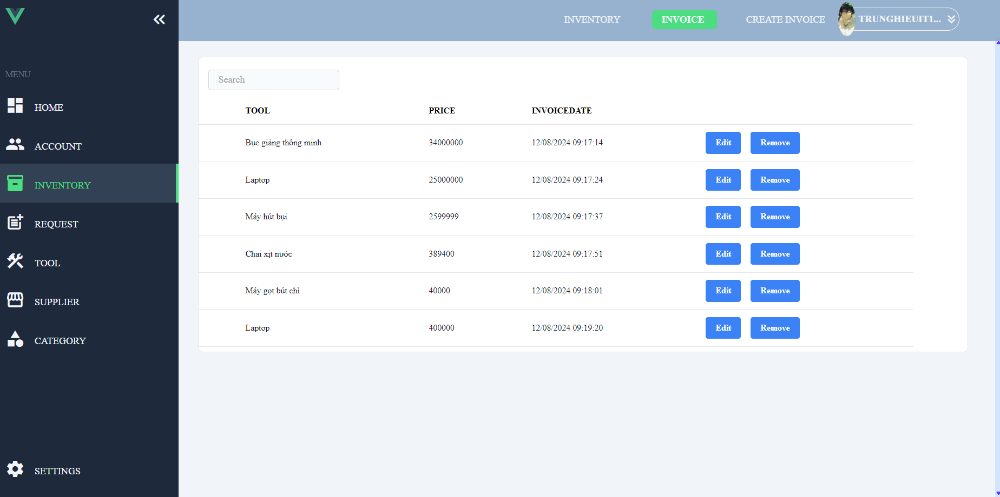 INVENTORY INVOICE CREATE INVOICE TRUNGHIEUIT1...
MENU
HOME
ACCOUNT
INVENTORY
REQUEST
TOOL
SUPPLIER
CATEGORY
SETTINGS
Search
TOOL PRICE INVOICEDATE
Bục giảng thông minh 34000000 12/08/2024 09:17:14 Edit Remove
Laptop 25000000 12/08/2024 09:17:24 Edit Remove
Máy hút bụi 2599999 12/08/2024 09:17:37 Edit Remove
Chai xịt nước 389400 12/08/2024 09:17:51 Edit Remove
Máy gọt bút chì 40000 12/08/2024 09:18:01 Edit Remove
Laptop 400000 12/08/2024 09:19:20 Edit Remove